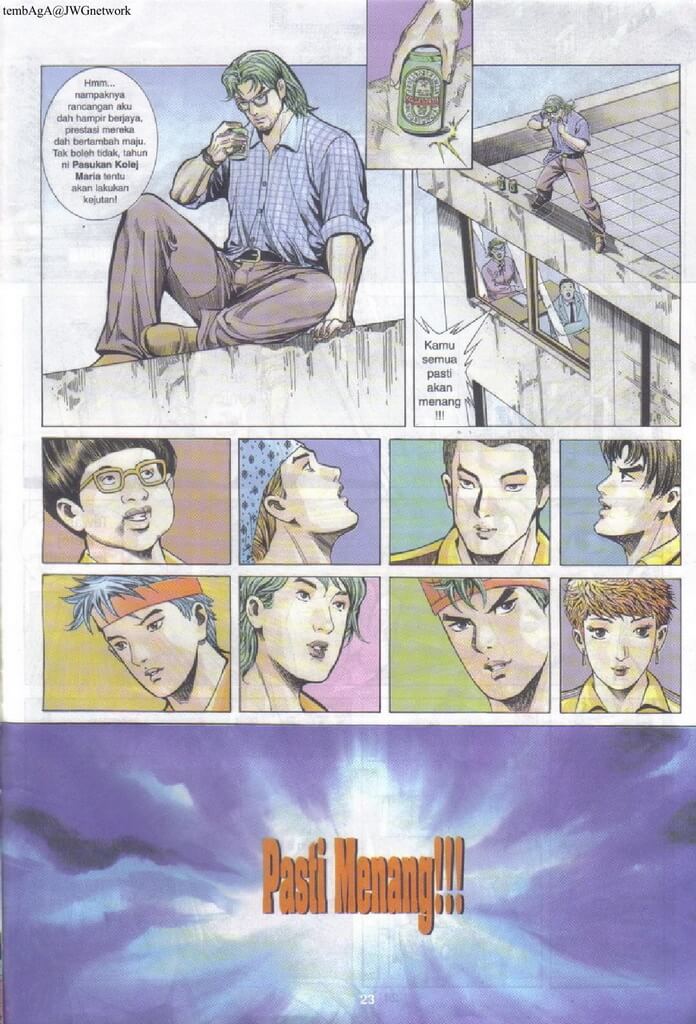 tembAgA@JWGnetwork
Hmm...
nampaknya
rancangan aku
dah hampir berjaya,
prestasi mereka
dah bertambah maju.
Tak boleh tidak, tahun
ni Pasukan Kolej
Maria tentu
akan lakukan
kejutan!
Kamu
semua
pasti
akan
menang
!!!
Pasti Menang!!!
23